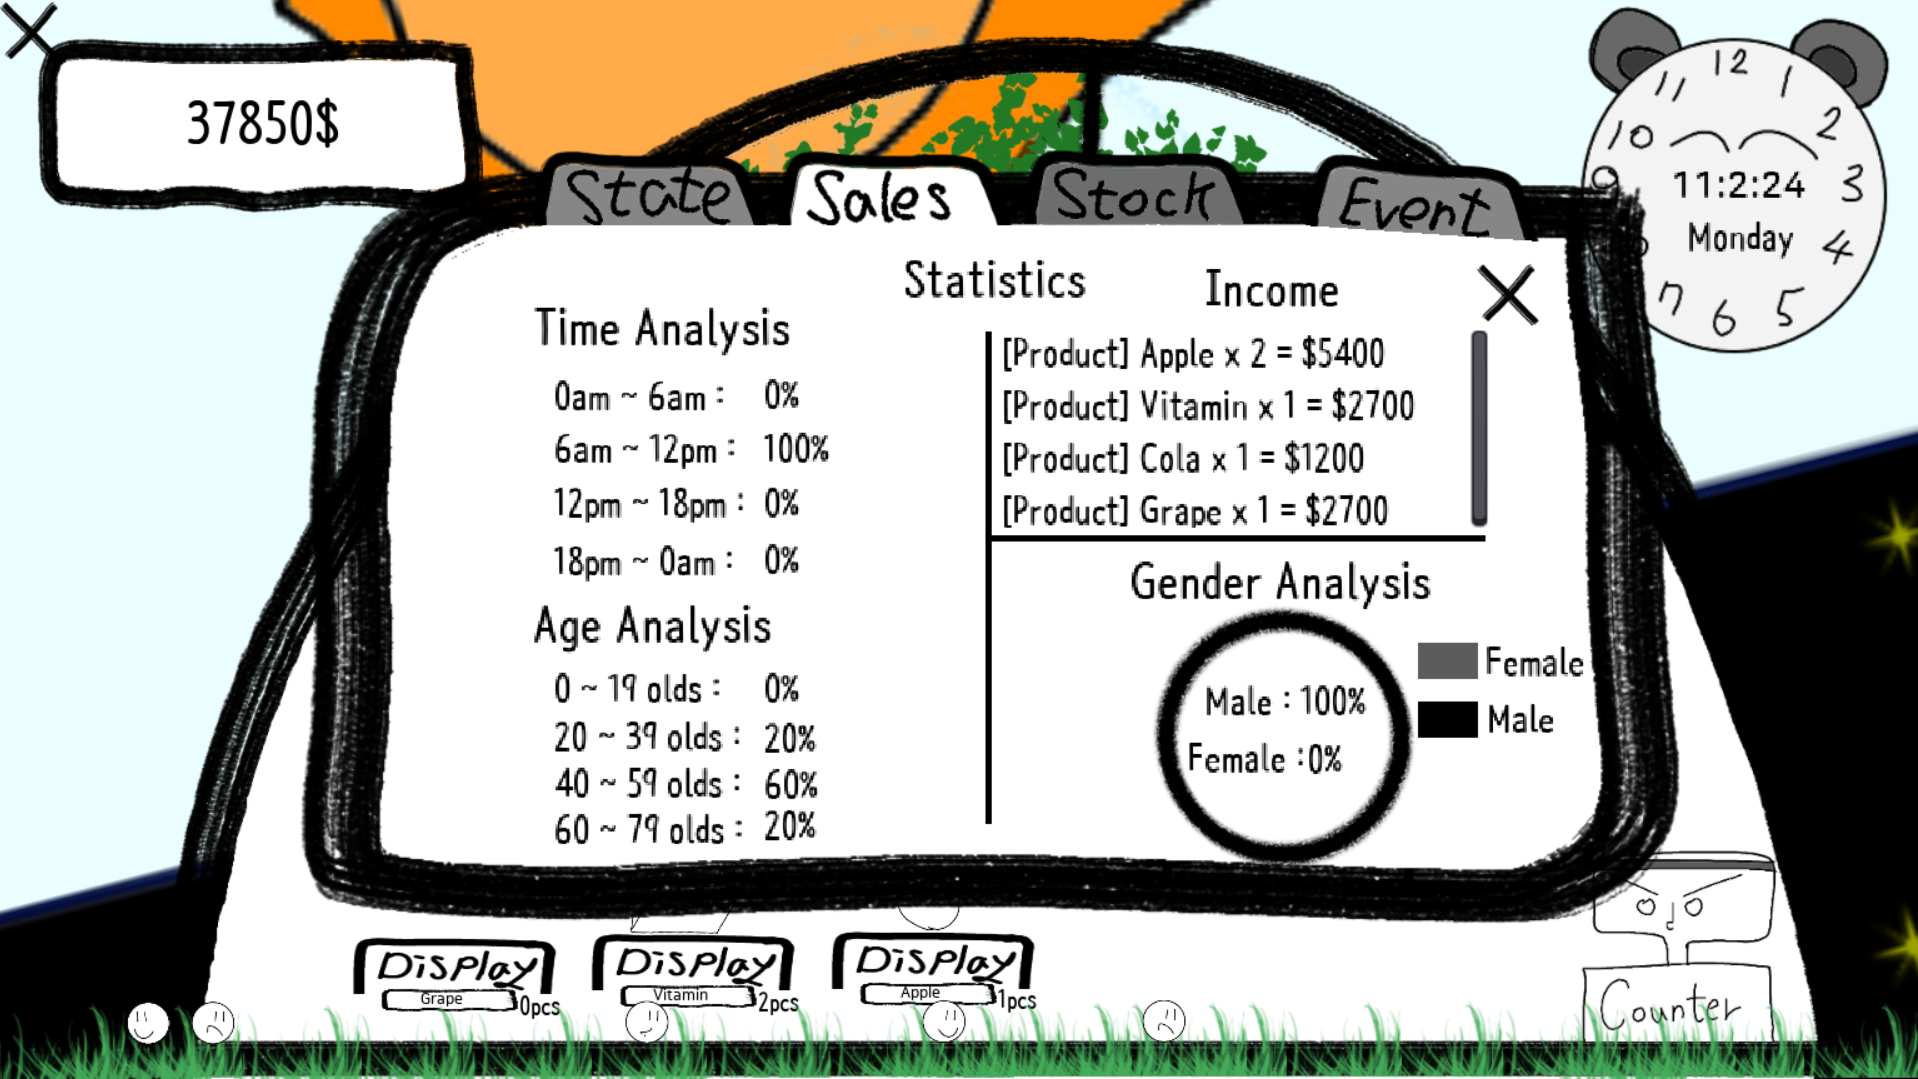 37850$
12
11
1
10
2
9
3
11:2:24
Monday
4
7
6
5
State
Sales
Stock
Event
Statistics
Income
Time Analysis
0am ~ 6am : 0%
6am ~ 12pm : 100%
12pm ~ 18pm : 0%
18pm ~ 0am : 0%
Age Analysis
0 ~ 19 olds : 0%
20 ~ 39 olds : 20%
40 ~ 59 olds : 60%
60 ~ 79 olds : 20%
[Product] Apple x 2 = $5400
[Product] Vitamin x 1 = $2700
[Product] Cola x 1 = $1200
[Product] Grape x 1 = $2700
Gender Analysis
Male : 100%
Female :0%
Female
Male
Display
Grape
0pcs
Display
Vitamin
2pcs
Display
Apple
1pcs
Counter